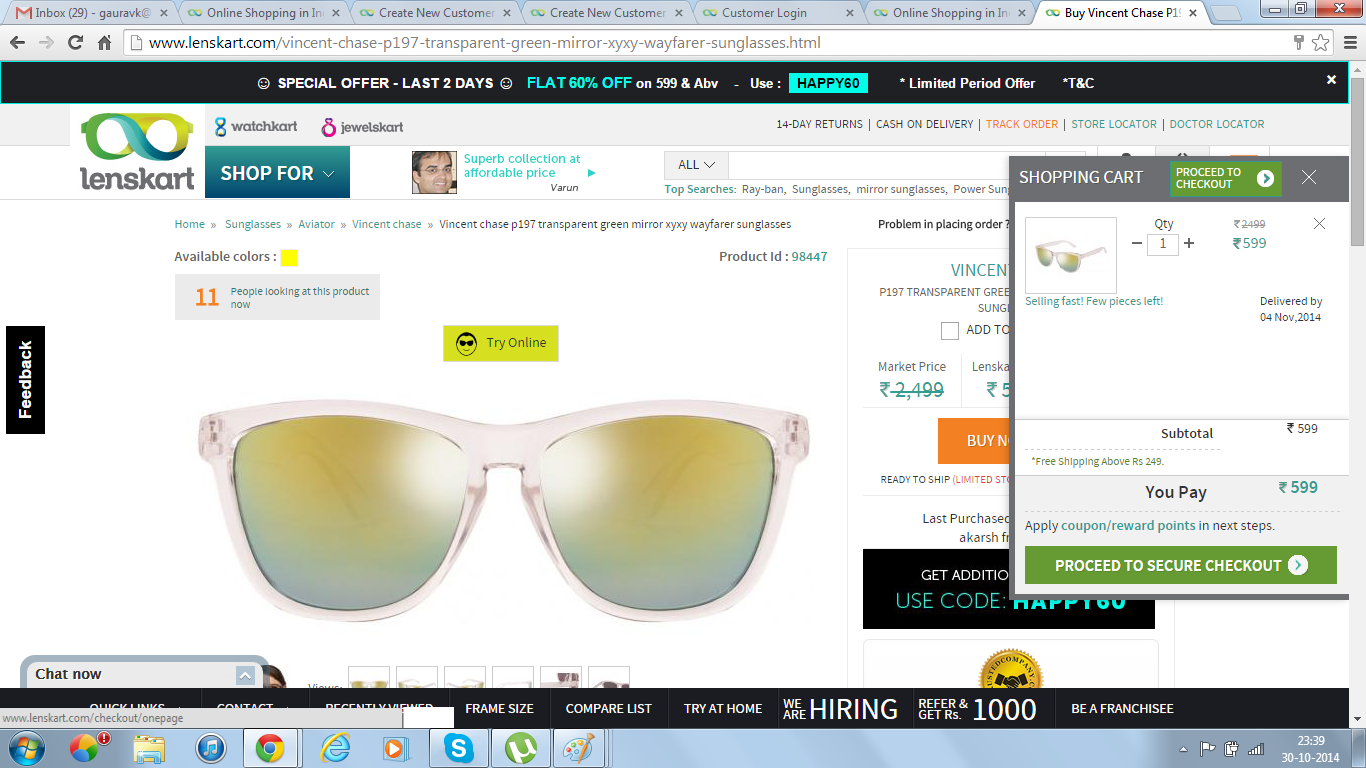 Inbox (29) - gauravk@
Online Shopping in In
Create New Customer
Create New Customer
Customer Login
Online Shopping in In
Buy Vincent Chase P19
www.lenskart.com/vincent-chase-p197-transparent-green-mirror-xyxy-wayfarer-sunglasses.html
SPECIAL OFFER - LAST 2 DAYS FLAT 60% OFF on 599 & Abv - Use : HAPPY60 * Limited Period Offer *T&C
lenskart
watchkart
jewelskart
14-DAY RETURNS | CASH ON DELIVERY | TRACK ORDER | STORE LOCATOR | DOCTOR LOCATOR
SHOP FOR
Superb collection at
affordable price
Varun
ALL
Top Searches: Ray-ban, Sunglasses, mirror sunglasses, Power Sun
Home » Sunglasses » Aviator » Vincent chase » Vincent chase p197 transparent green mirror xyxy wayfarer sunglasses
Problem in placing order ?
Available colors :
Product Id : 98447
11 People looking at this product
now
Try Online
Feedback
VINCENT
P197 TRANSPARENT GREE
SUNG
ADD TO
Market Price
Lenska
₹ 2,499
₹ 5
BUY N
READY TO SHIP (LIMITED STO
Last Purchased
akarsh fr
GET ADDITIO
USE CODE: HAPPY60
SHOPPING CART
PROCEED TO
CHECKOUT
Qty
1
₹2499
₹599
Selling fast! Few pieces left!
Delivered by
04 Nov,2014
Subtotal
₹ 599
*Free Shipping Above Rs 249.
You Pay
₹ 599
Apply coupon/reward points in next steps.
PROCEED TO SECURE CHECKOUT
Chat now
Views:
QUICK LINKS
CONTACT
RECENTLY VIEWED
FRAME SIZE
COMPARE LIST
TRY AT HOME
WE
ARE HIRING
REFER &
GET Rs. 1000
BE A FRANCHISEE
www.lenskart.com/checkout/onepage
23:39
30-10-2014